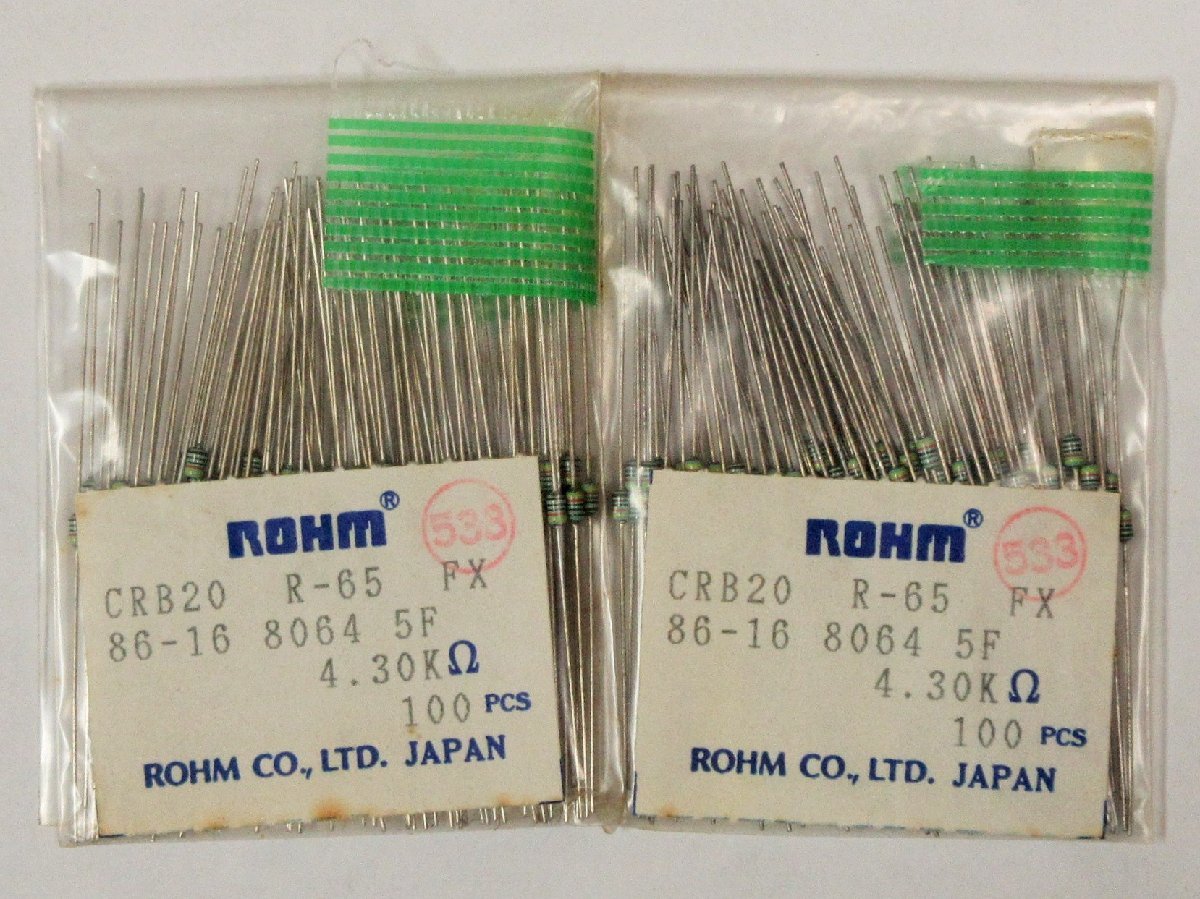 ROHM® 533
CRB20 R-65 FX
86-16 8064 5F
4.30KΩ
100 PCS
ROHM CO., LTD. JAPAN
ROHM® 533
CRB20 R-65 FX
86-16 8064 5F
4.30KΩ
100 PCS
ROHM CO., LTD. JAPAN